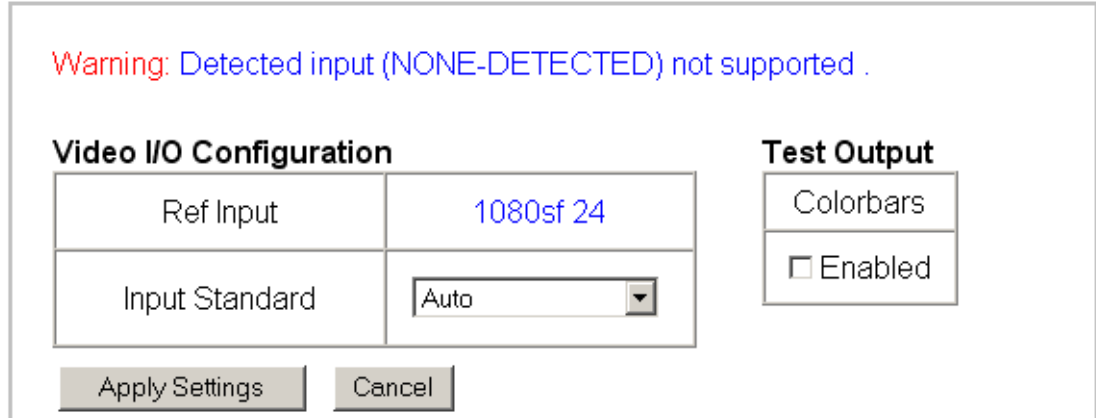 Warning: Detected input (NONE-DETECTED) not supported .
Video I/O Configuration
Ref Input 1080sf 24
Input Standard Auto
Apply Settings Cancel
Test Output
Colorbars
Enabled